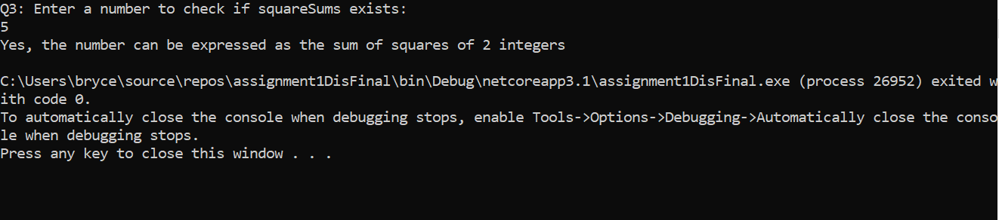 Q3: Enter a number to check if squareSums exists:
5
Yes, the number can be expressed as the sum of squares of 2 integers
C:\Users\bryce\source\repos\assignment1DisFinal\bin\Debug\netcoreapp3.1\assignment1DisFinal.exe (process 26952) exited w
ith code 0.
To automatically close the console when debugging stops, enable Tools->Options->Debugging->Automatically close the conso
le when debugging stops.
Press any key to close this window . . .